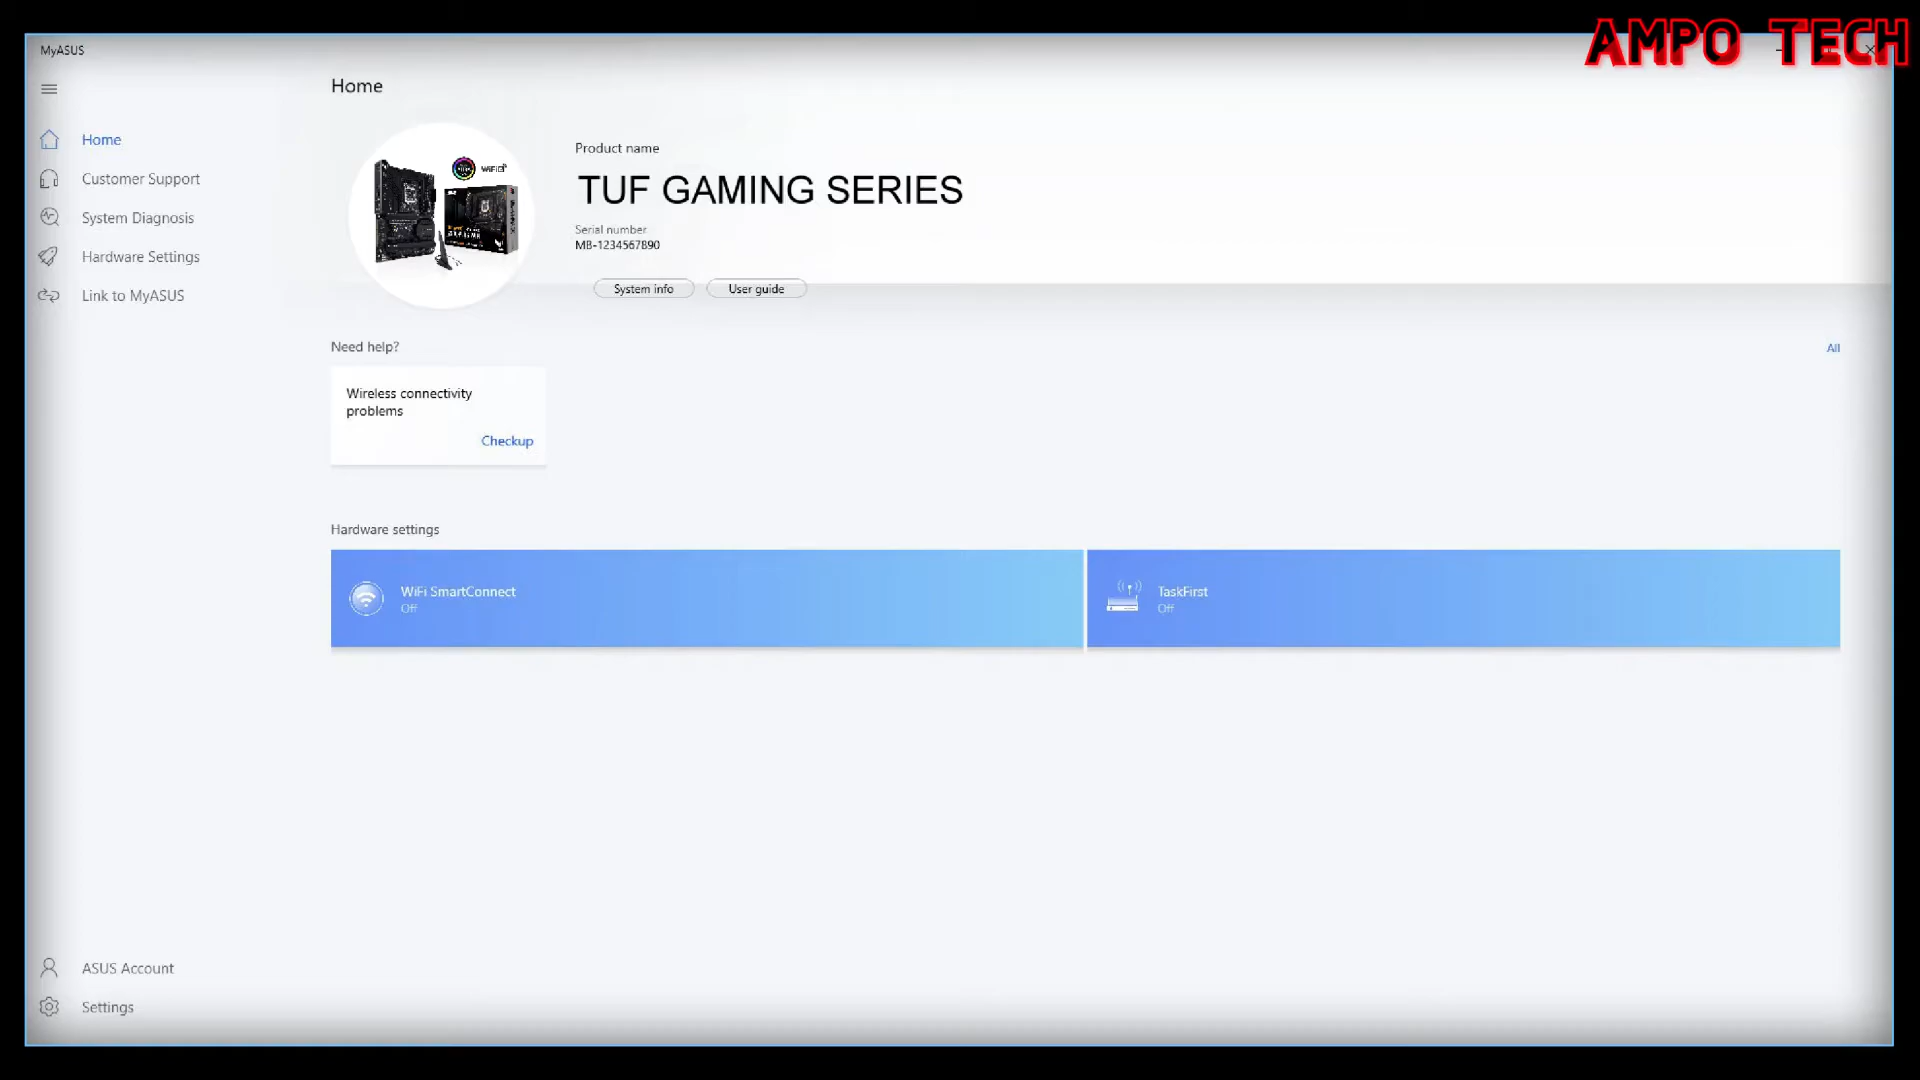 AMPO TECH
MyASUS
Home
Home
Customer Support
System Diagnosis
Hardware Settings
Link to MyASUS
ASUS Account
Settings
WiFi 6
Product name
TUF GAMING SERIES
Serial number
MB-1234567890
System info
User guide
Need help?
All
Wireless connectivity
problems
Checkup
Hardware settings
WiFi SmartConnect
Off
TaskFirst
Off